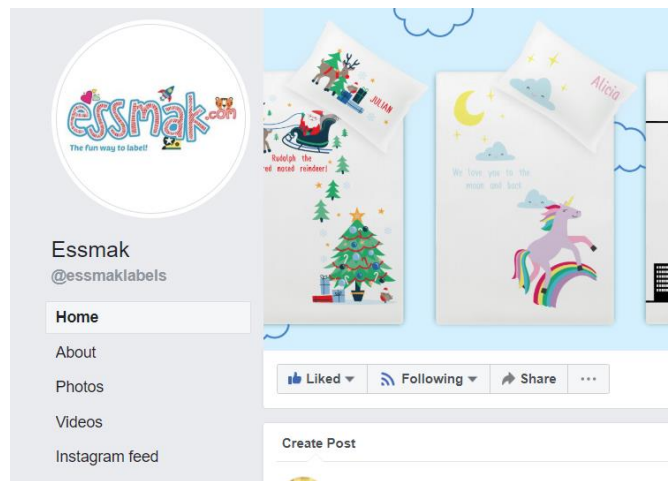 essmak.com
The fun way to label!
JULIAN
Rudolph the
red nosed reindeer!
Alicia
We love you to the
moon and back
Essmak
@essmaklabels
Home
About
Photos
Videos
Instagram feed
Liked
Following
Share
Create Post